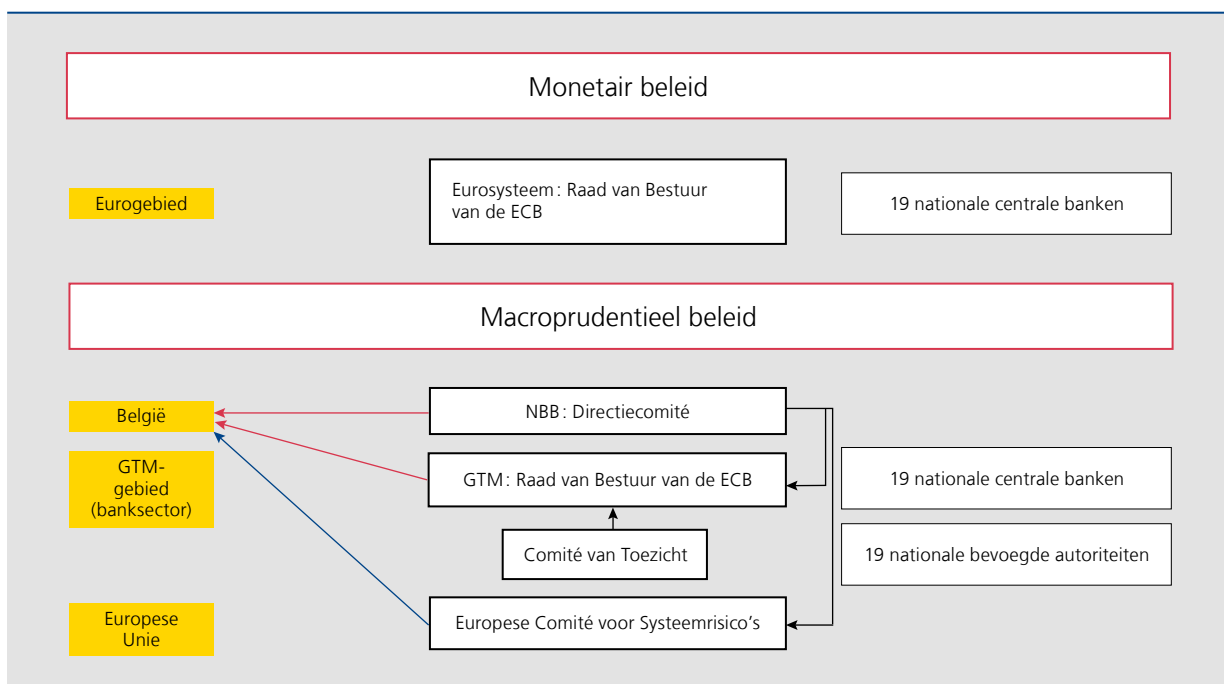 Monetair beleid
Eurogebied
Eurosysteem: Raad van Bestuur
van de ECB
19 nationale centrale banken
Macroprudentieel beleid
België
NBB: Directiecomité
GTM-
gebied
(banksector)
GTM: Raad van Bestuur van de ECB
19 nationale centrale banken
Comité van Toezicht
19 nationale bevoegde autoriteiten
Europese
Unie
Europese Comité voor Systeemrisico's